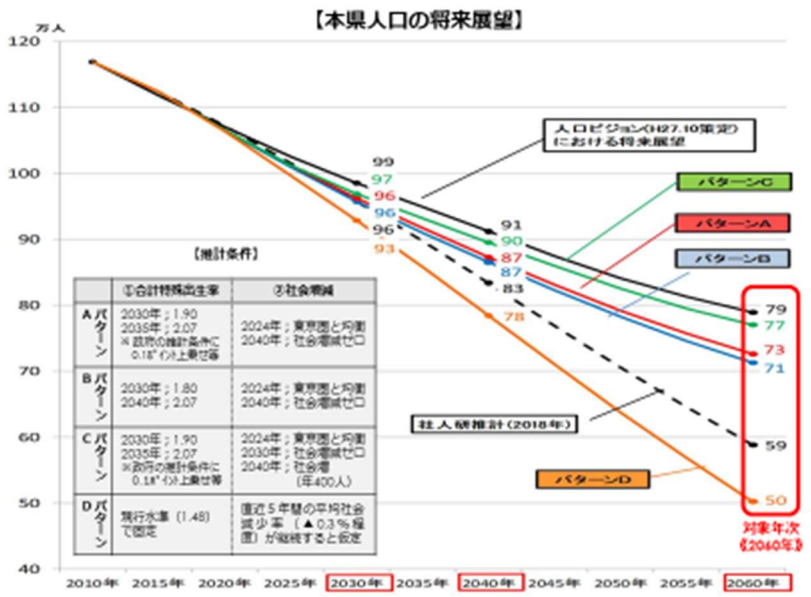 【本県人口の将来展望】
万人
120
110
100
90
80
70
60
50
40
人口ビジョン(H27.10策定)
における将来展望
パターンC
パターンA
パターンB
99
97
96
96
96
93
91
90
87
87
83
78
79
77
73
71
59
50
社人研推計(2018年)
パターンD
対象年次
《2060年》
【推計条件】
①合計特殊出生率
②社会増減
Aパターン
2030年；1.90
2035年；2.07
※政府の推計条件に
0.1ﾎﾟｲﾝﾄ上乗せ等
2024年；東京圏と均衡
2040年；社会増減ゼロ
Bパターン
2030年；1.80
2040年；2.07
2024年；東京圏と均衡
2040年；社会増減ゼロ
Cパターン
2030年；1.90
2035年；2.07
※政府の推計条件に
0.1ﾎﾟｲﾝﾄ上乗せ等
2024年；東京圏と均衡
2030年；社会増減ゼロ
2040年；社会増
（年400人）
Dパターン
現行水準（1.48）
で固定
直近５年間の平均社会
減少率（▲0.3％程
度）が継続すると仮定
2010年 2015年 2020年 2025年 2030年 2035年 2040年 2045年 2050年 2055年 2060年